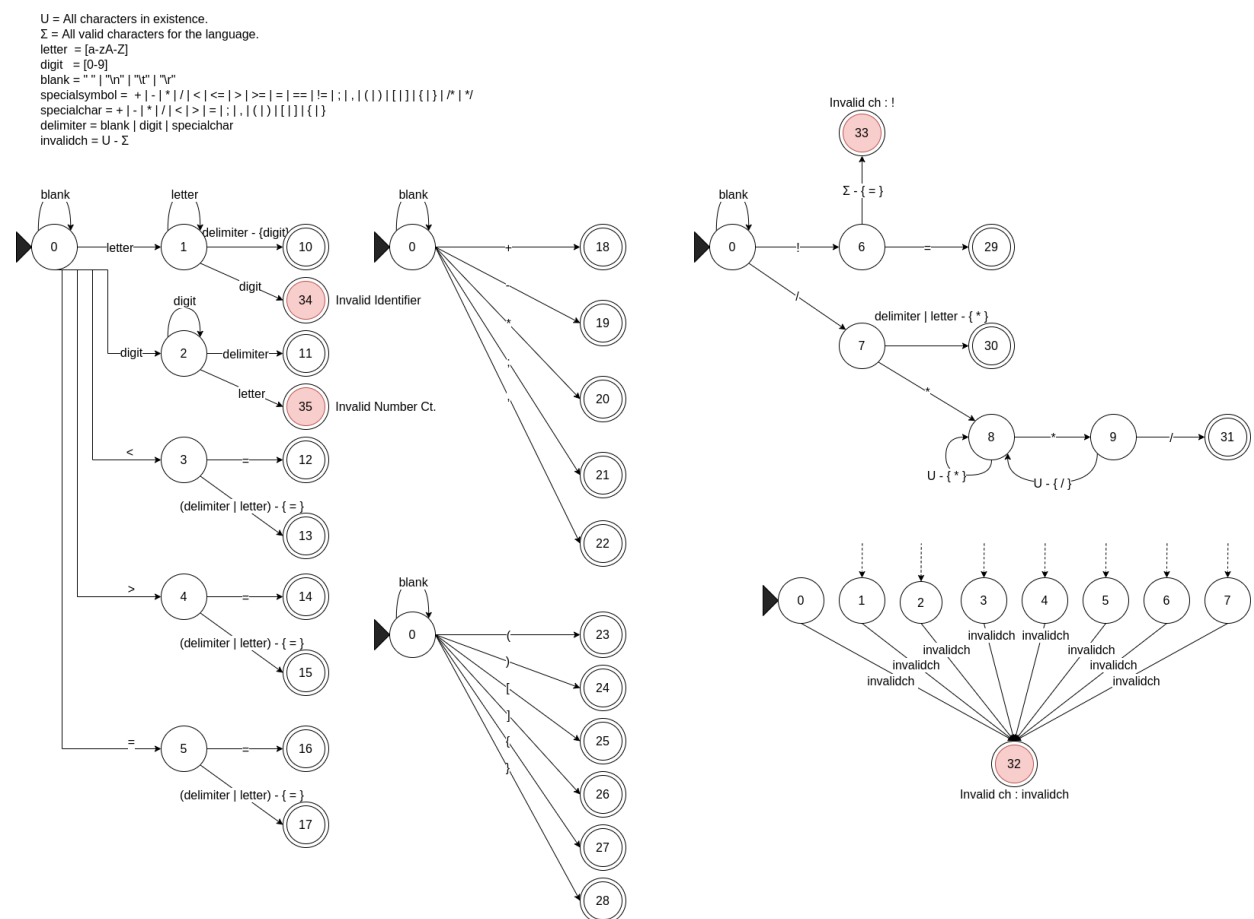 U = All characters in existence.
Σ = All valid characters for the language.
letter = [a-zA-Z]
digit = [0-9]
blank = " " | "\n" | "\t" | "\r"
specialsymbol = + | - | * | / | < | <= | > | >= | = | == | != | ; | , | ( | ) | [ | ] | { | } | /* | */
specialchar = + | - | * | / | < | > | = | ; | , | ( | ) | [ | ] | { | }
delimiter = blank | digit | specialchar
invalidch = U - Σ
blank
letter
0
letter
1
delimiter - {digit}
10
digit
34
Invalid Identifier
digit
digit
2
delimiter
11
letter
35
Invalid Number Ct.
<
3
=
12
(delimiter | letter) - { = }
13
>
4
=
14
(delimiter | letter) - { = }
15
=
5
=
16
(delimiter | letter) - { = }
17
blank
0
+
18
-
19
*
20
;
21
,
22
blank
0
(
23
)
24
[
25
]
26
{
27
}
28
Invalid ch : !
33
Σ - { = }
blank
0
!
6
=
29
/
7
delimiter | letter - { * }
30
*
8
*
9
/
31
U - { * }
U - { / }
0
1
2
3
4
5
6
7
invalidch
invalidch
invalidch
invalidch
invalidch
invalidch
invalidch
invalidch
32
Invalid ch : invalidch